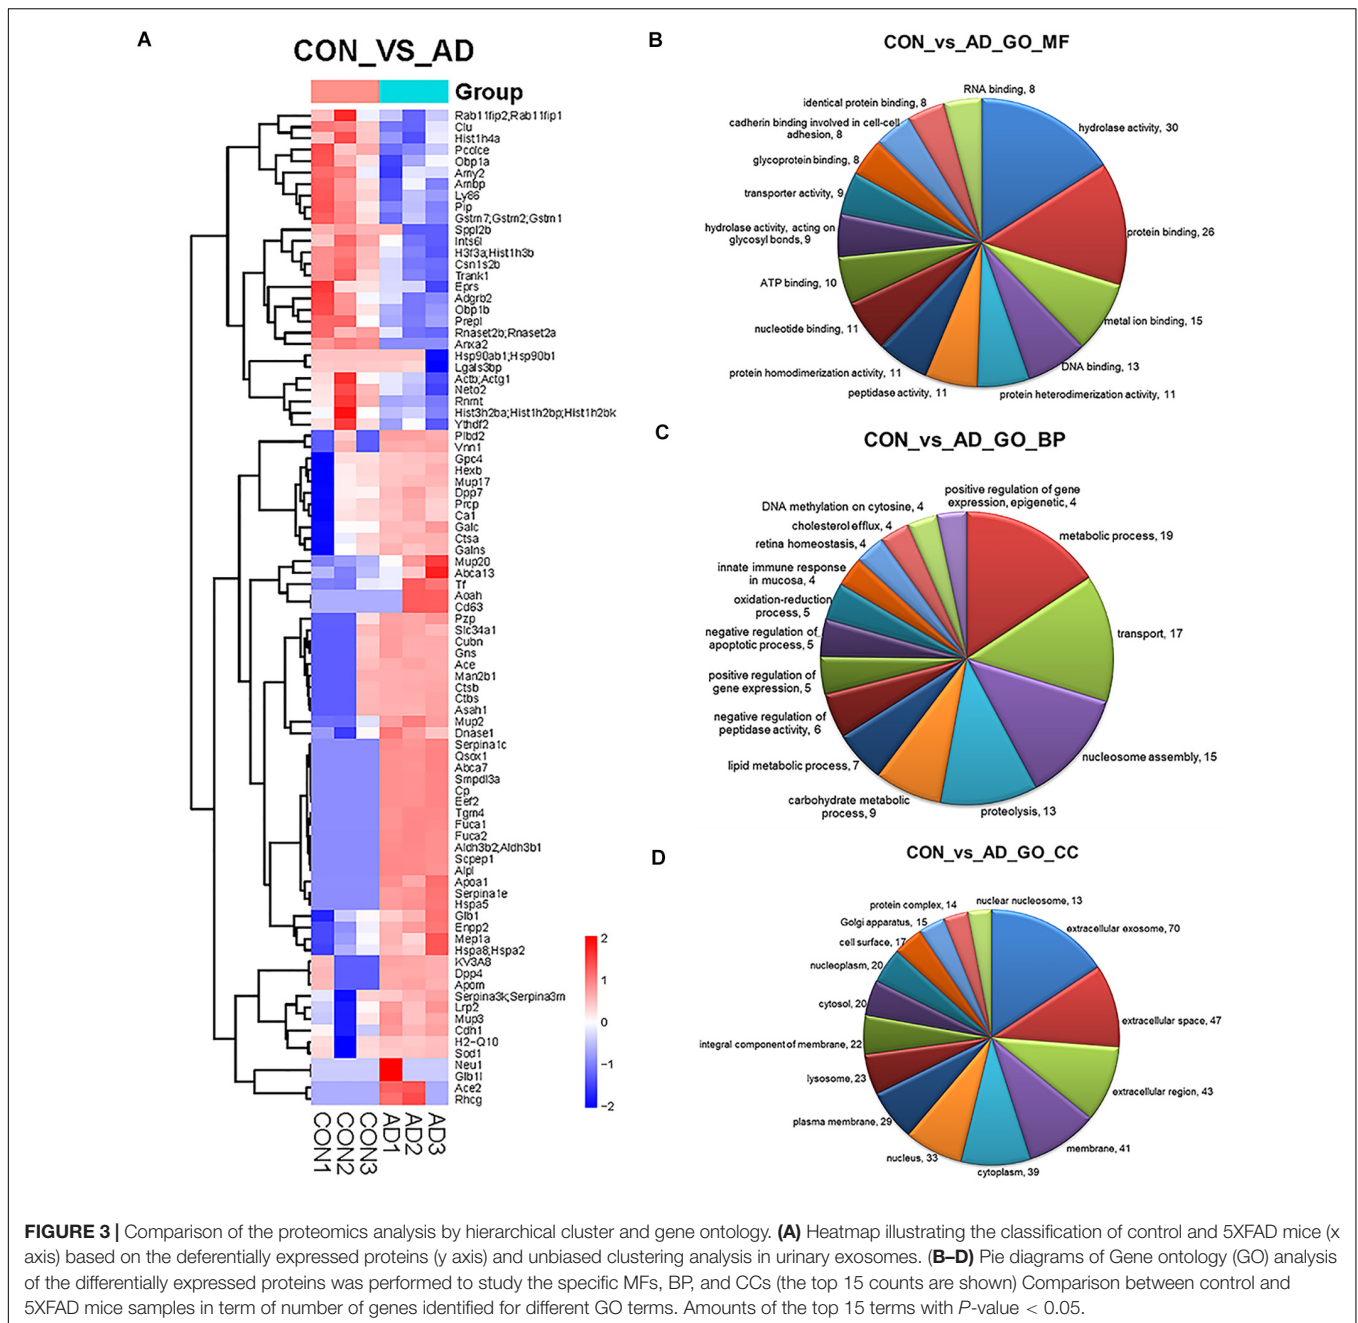 A
CON_VS_AD
Group
Rab11fip2;Rab11fip1
Clu
Hist1h4a
Pcolce
Obp1a
Amy2
Ambp
Ly86
Pip
Gstm7;Gstm2;Gstm1
Sppl2b
Ints6l
H3f3a;Hist1h3b
Csn1s2b
Trank1
Eprs
Adgrb2
Obp1b
Prepl
Rnaset2b;Rnaset2a
Anxa2
Hsp90ab1;Hsp90b1
Lgals3bp
Actb;Actg1
Neto2
Rnmt
Hist3h2ba;Hist1h2bp;Hist1h2bk
Ythdf2
Plbd2
Vnn1
Gpc4
Hexb
Mup17
Dpp7
Prcp
Ca1
Galc
Ctsa
Galns
Mup20
Abca13
Tf
Aoah
Cd63
Pzp
Slc34a1
Cubn
Gns
Ace
Man2b1
Ctsb
Ctbs
Asah1
Mup2
Dnase1
Serpina1c
Qsox1
Abca7
Smpdl3a
Cp
Eef2
Tgm4
Fuca1
Fuca2
Aldh3b2;Aldh3b1
Scpep1
Alpl
Apoa1
Serpina1e
Hspa5
Glb1
Enpp2
Mep1a
Hspa8;Hspa2
KV3A8
Dpp4
Apom
Serpina3k;Serpina3m
Lrp2
Mup3
Cdh1
H2-Q10
Sod1
Neu1
Glb1l
Ace2
Rhcg
2
1
0
−1
−2
CON1
CON2
CON3
AD1
AD2
AD3
B
CON_vs_AD_GO_MF
RNA binding, 8
identical protein binding, 8
cadherin binding involved in cell-cell
adhesion, 8
glycoprotein binding, 8
transporter activity, 9
hydrolase activity, acting on
glycosyl bonds, 9
ATP binding, 10
nucleotide binding, 11
protein homodimerization activity, 11
peptidase activity, 11
protein heterodimerization activity, 11
DNA binding, 13
metal ion binding, 15
protein binding, 26
hydrolase activity, 30
C
CON_vs_AD_GO_BP
positive regulation of gene
expression, epigenetic, 4
DNA methylation on cytosine, 4
cholesterol efflux, 4
retina homeostasis, 4
innate immune response
in mucosa, 4
oxidation-reduction
process, 5
negative regulation of
apoptotic process, 5
positive regulation of
gene expression, 5
negative regulation of
peptidase activity, 6
lipid metabolic process, 7
carbohydrate metabolic
process, 9
proteolysis, 13
nucleosome assembly, 15
transport, 17
metabolic process, 19
D
CON_vs_AD_GO_CC
nuclear nucleosome, 13
protein complex, 14
Golgi apparatus, 15
cell surface, 17
nucleoplasm, 20
cytosol, 20
integral component of membrane, 22
lysosome, 23
plasma membrane, 29
nucleus, 33
cytoplasm, 39
membrane, 41
extracellular region, 43
extracellular space, 47
extracellular exosome, 70
FIGURE 3 | Comparison of the proteomics analysis by hierarchical cluster and gene ontology. (A) Heatmap illustrating the classification of control and 5XFAD mice (x
axis) based on the deferentially expressed proteins (y axis) and unbiased clustering analysis in urinary exosomes. (B–D) Pie diagrams of Gene ontology (GO) analysis
of the differentially expressed proteins was performed to study the specific MFs, BP, and CCs (the top 15 counts are shown) Comparison between control and
5XFAD mice samples in term of number of genes identified for different GO terms. Amounts of the top 15 terms with P-value < 0.05.